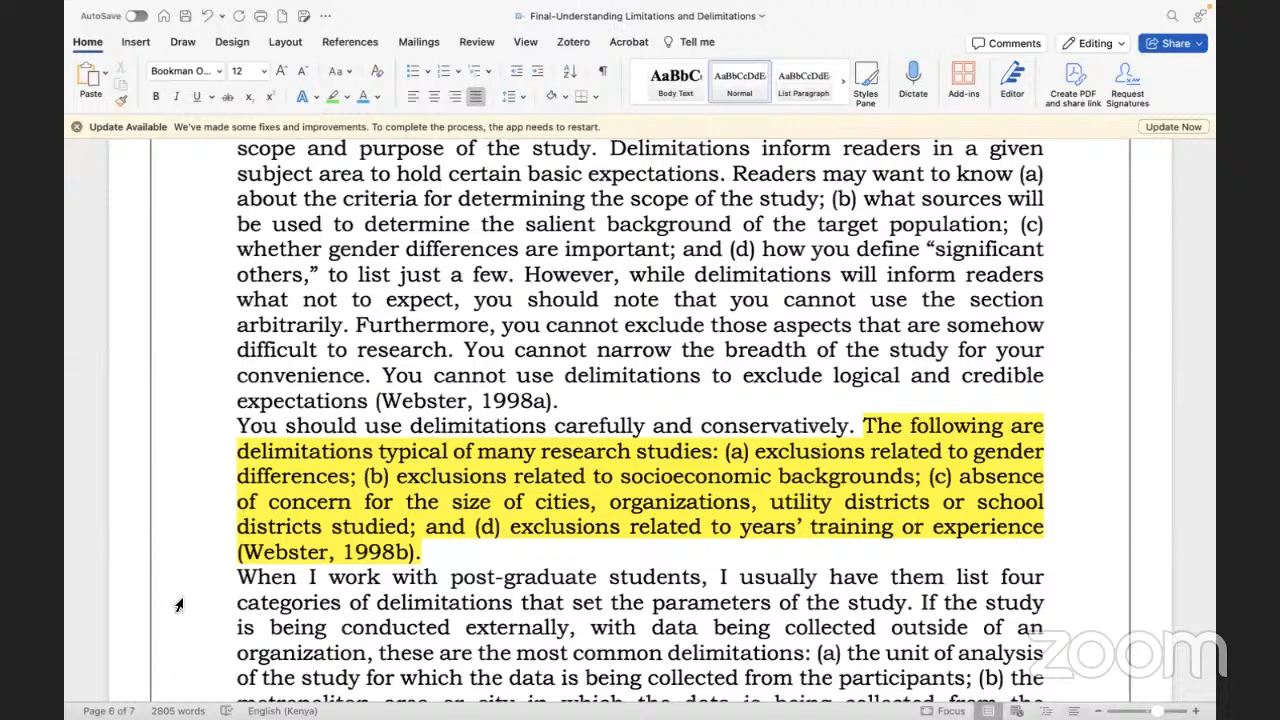 AutoSave
Final-Understanding Limitations and Delimitations
Home Insert Draw Design Layout References Mailings Review View Zotero Acrobat Tell me
Comments Editing Share
Paste
Bookman O... 12
AaBbC Body Text
AaBbCcDdE Normal
AaBbCcDdE List Paragraph
Styles Pane
Dictate
Add-ins
Editor
Create PDF and share link
Request Signatures
Update Available We've made some fixes and improvements. To complete the process, the app needs to restart. Update Now
scope and purpose of the study. Delimitations inform readers in a given
subject area to hold certain basic expectations. Readers may want to know (a)
about the criteria for determining the scope of the study; (b) what sources will
be used to determine the salient background of the target population; (c)
whether gender differences are important; and (d) how you define “significant
others,” to list just a few. However, while delimitations will inform readers
what not to expect, you should note that you cannot use the section
arbitrarily. Furthermore, you cannot exclude those aspects that are somehow
difficult to research. You cannot narrow the breadth of the study for your
convenience. You cannot use delimitations to exclude logical and credible
expectations (Webster, 1998a).
You should use delimitations carefully and conservatively. The following are
delimitations typical of many research studies: (a) exclusions related to gender
differences; (b) exclusions related to socioeconomic backgrounds; (c) absence
of concern for the size of cities, organizations, utility districts or school
districts studied; and (d) exclusions related to years’ training or experience
(Webster, 1998b).
When I work with post-graduate students, I usually have them list four
categories of delimitations that set the parameters of the study. If the study
is being conducted externally, with data being collected outside of an
organization, these are the most common delimitations: (a) the unit of analysis
of the study for which the data is being collected from the participants; (b) the
metropolitan area or city in which the data is being collected from the
zoom
Page 6 of 7 2805 words English (Kenya) Focus